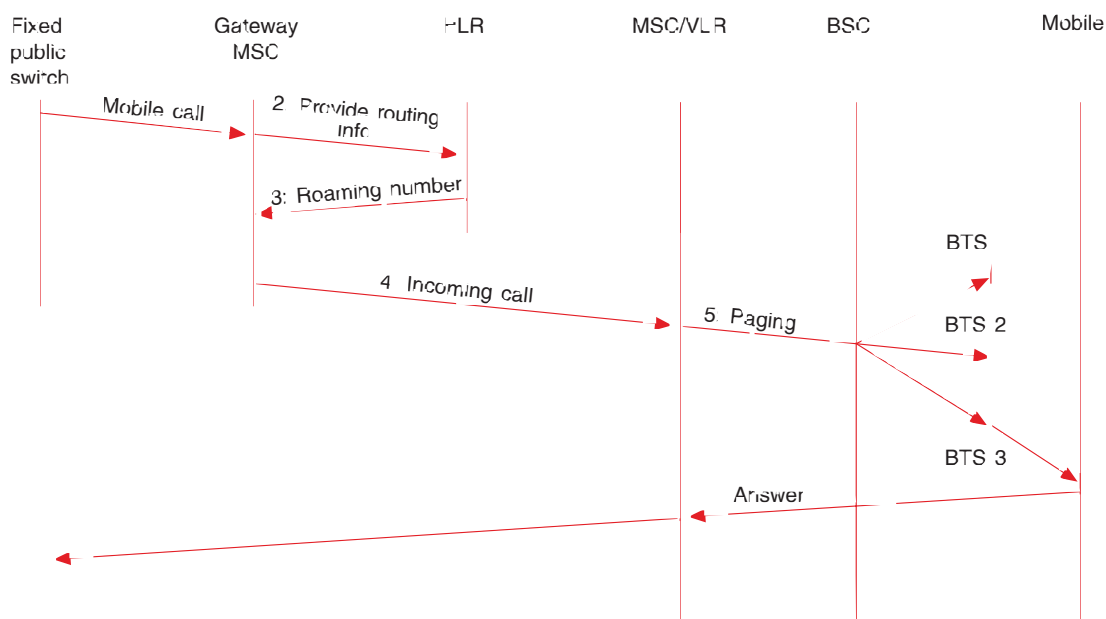 Fixed
public
switch
Gateway
MSC
HLR
MSC/VLR
BSC
Mobile
Mobile call
2 Provide routing
info
3: Roaming number
BTS
4 Incoming call
5. Paging
BTS 2
BTS 3
Answer